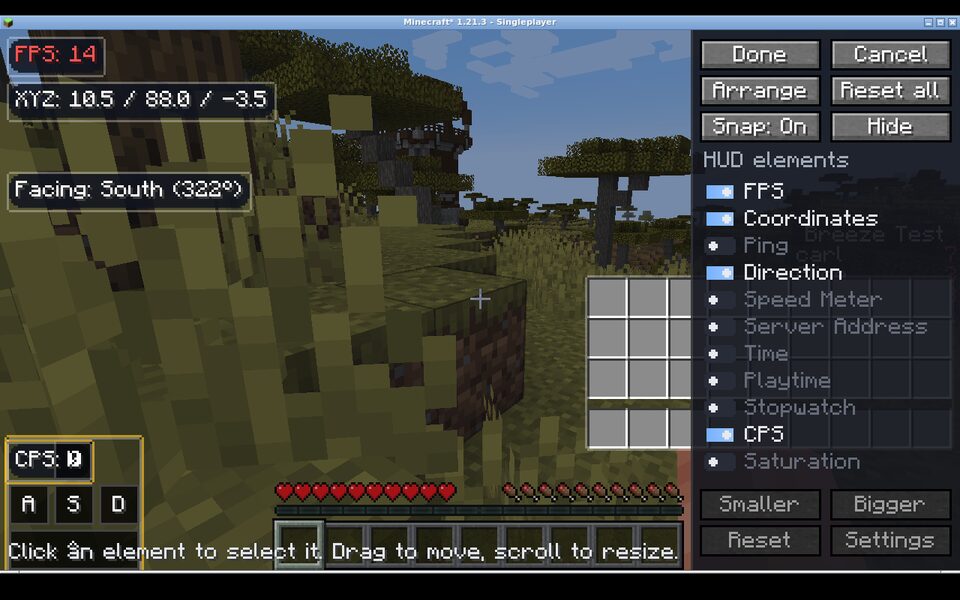 Minecraft* 1.21.3 - Singleplayer
FPS: 14
XYZ: 10.5 / 88.0 / -3.5
Facing: South (322°)
CPS: 0
A S D
Click an element to select it. Drag to move, scroll to resize.
Done Cancel
Arrange Reset all
Snap: On Hide
HUD elements
FPS
Coordinates
Ping
Breeze Test
carl
Direction
Speed Meter
Server Address
Time
Playtime
Stopwatch
CPS
Saturation
Smaller Bigger
Reset Settings